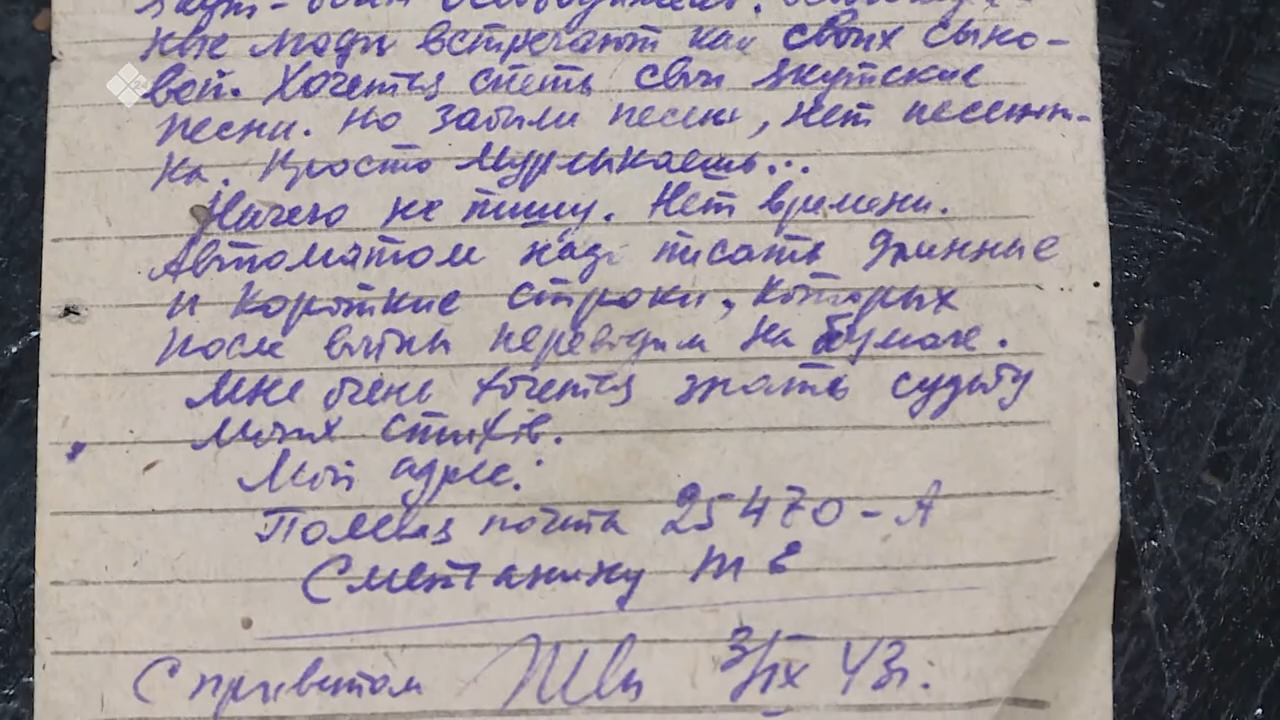 ные люди встречают как своих сыно-
вей. Хочется спеть свои якутские
песни. Но забыли песни, нет песенни-
ка. Просто мурлыкаешь...
Ничего не пишу. Нет времени.
Автоматом надо писать длинные
и короткие строки, которых
после войны переводим на бумаге.
Мне очень хочется знать судьбу
моих стихов.
Мой адрес:
Полевая почта 25470-А
Сметанину Т Е
С приветом 3/IX 43г.